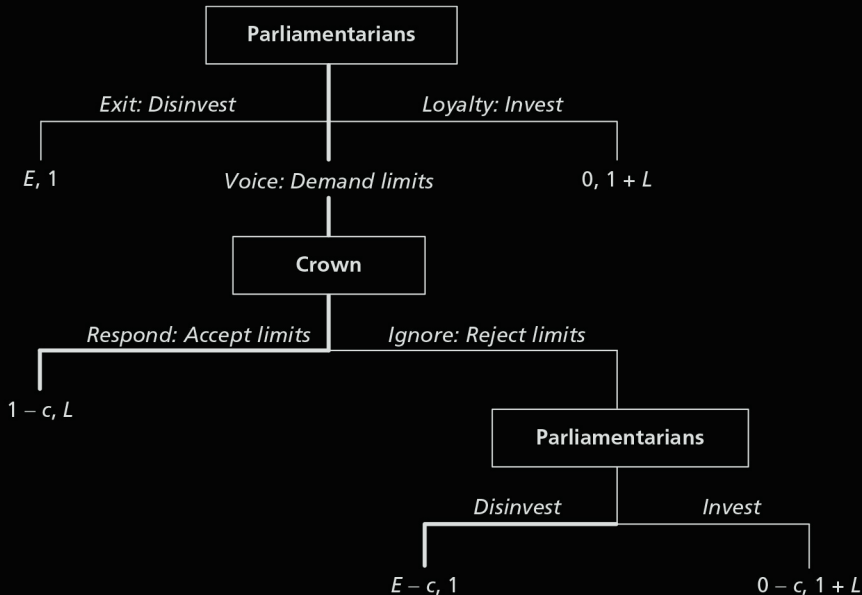 Parliamentarians
Exit: Disinvest
Loyalty: Invest
E, 1
Voice: Demand limits
0, 1 + L
Crown
Respond: Accept limits
Ignore: Reject limits
1 – c, L
Parliamentarians
Disinvest
Invest
E – c, 1
0 – c, 1 + L